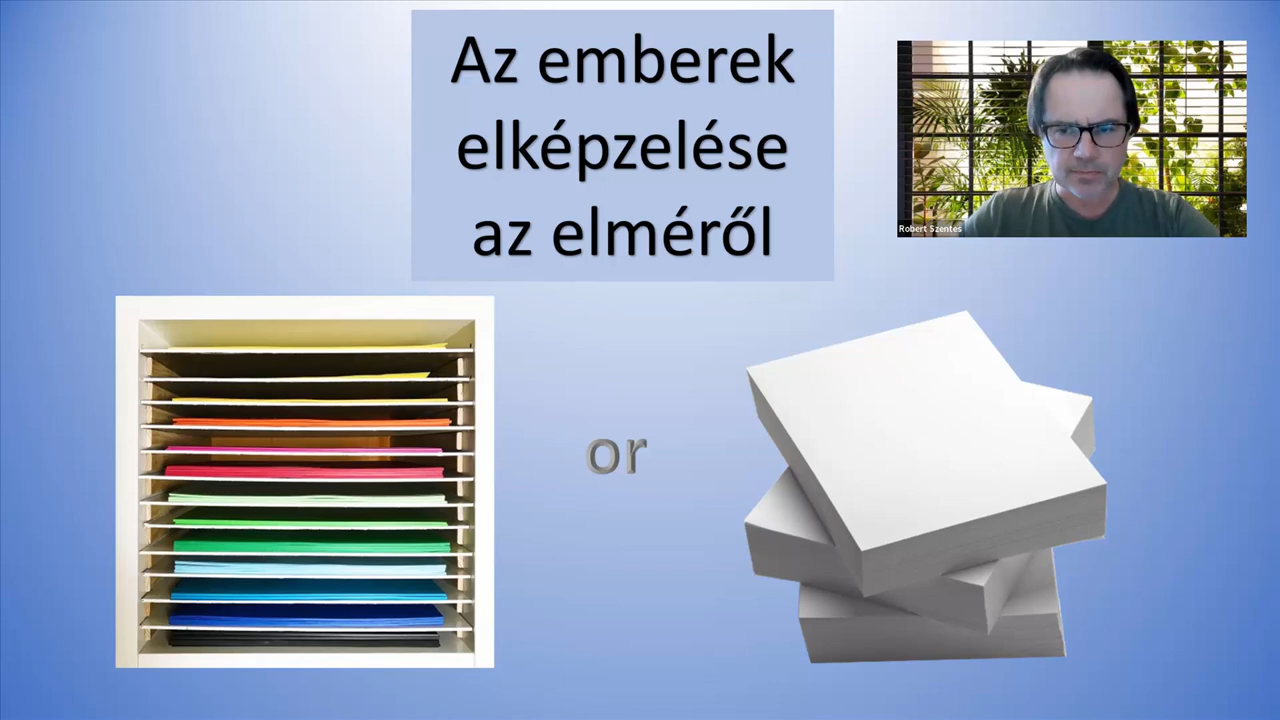 Az emberek
elképzelése
az elméről
Robert Szentes
or